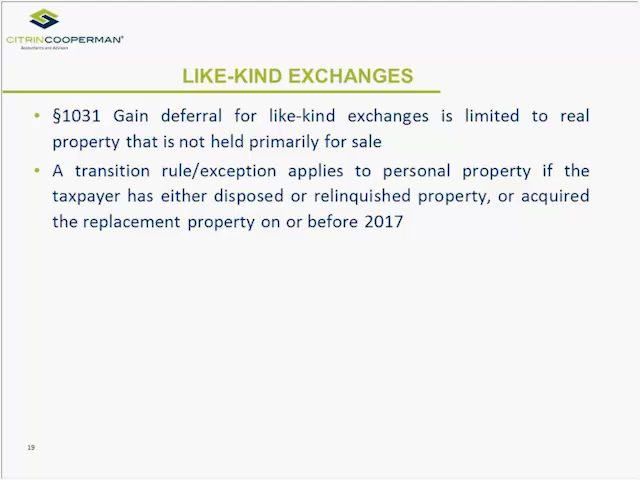 CITRINCOOPERMAN®
Accountants and Advisors
LIKE-KIND EXCHANGES
• §1031 Gain deferral for like-kind exchanges is limited to real
property that is not held primarily for sale
• A transition rule/exception applies to personal property if the
taxpayer has either disposed or relinquished property, or acquired
the replacement property on or before 2017
19